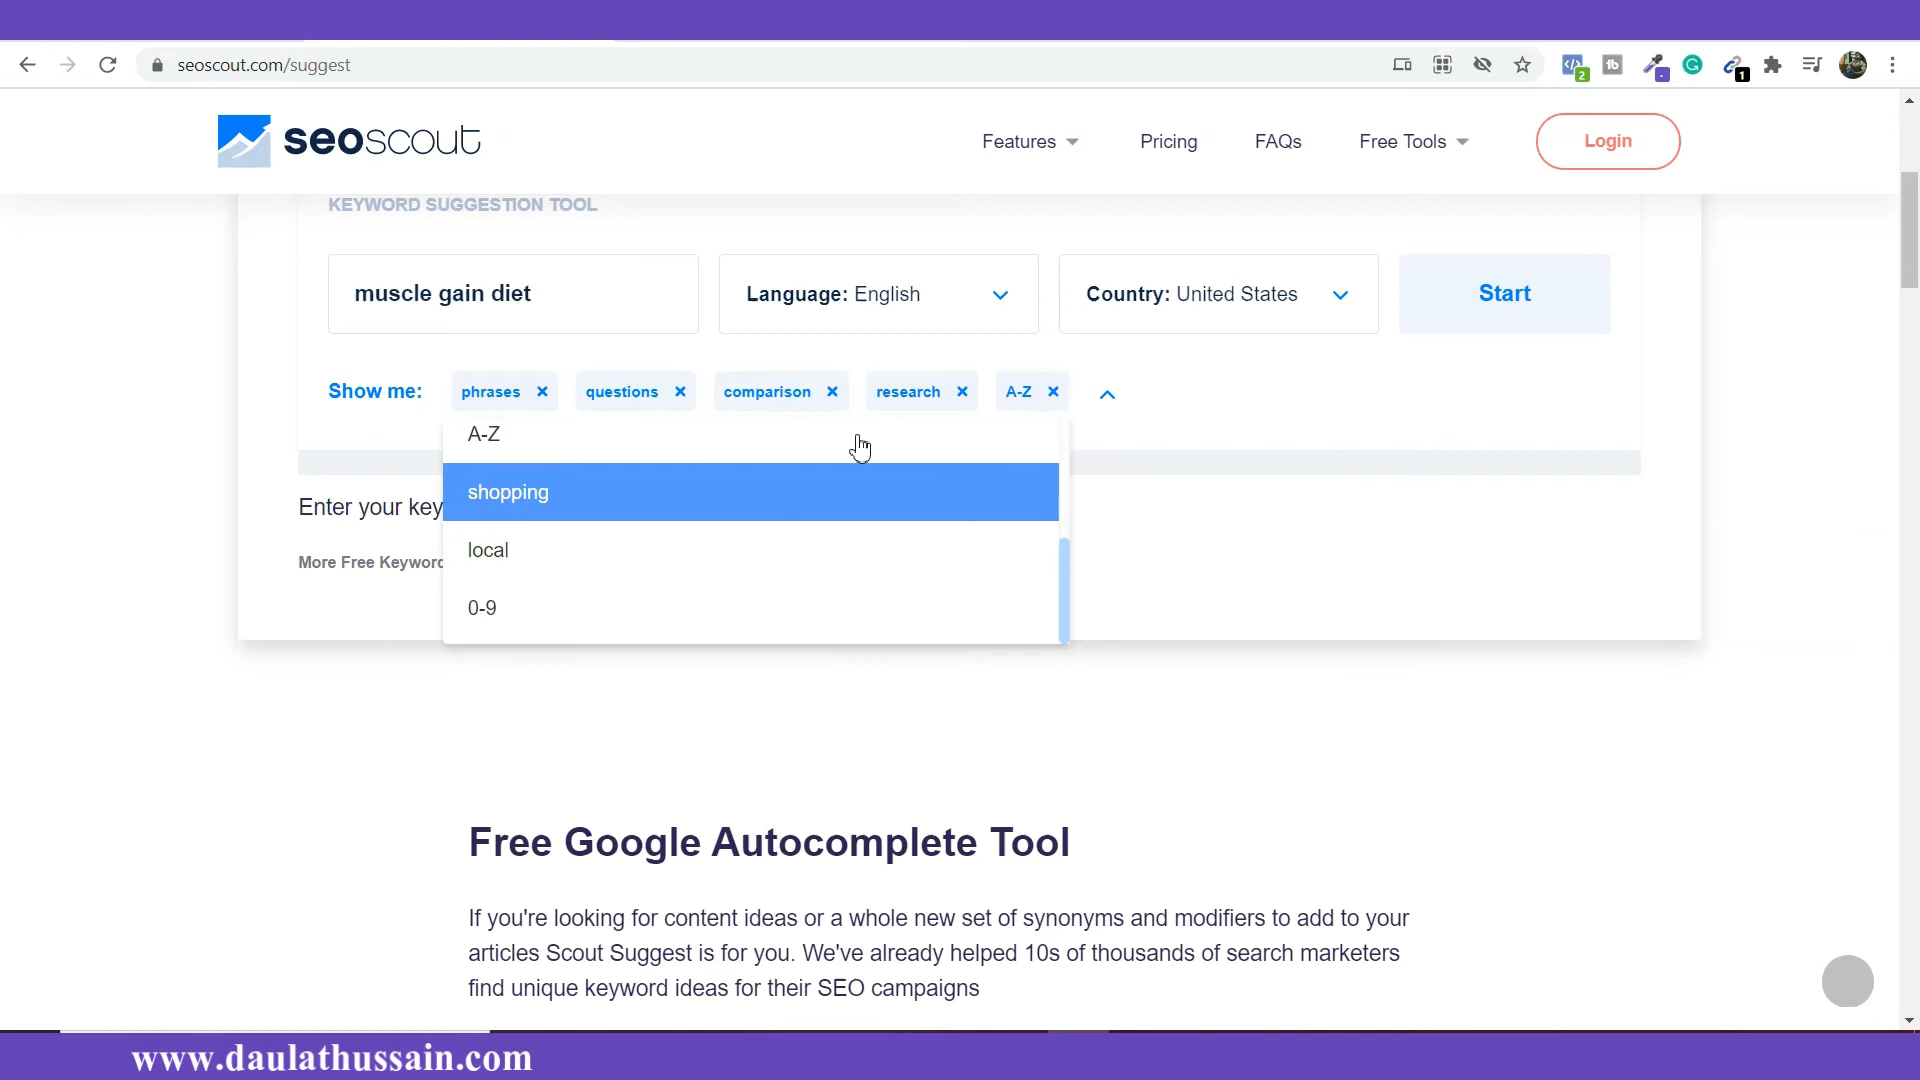 seoscout.com/suggest
2
tb
-
G
1
seoscout
Features
Pricing
FAQs
Free Tools
Login
KEYWORD SUGGESTION TOOL
muscle gain diet
Language: English
Country: United States
Start
Show me:
phrases ×
questions ×
comparison ×
research ×
A-Z ×
A-Z
shopping
local
0-9
Enter your key
More Free Keyword
Free Google Autocomplete Tool
If you're looking for content ideas or a whole new set of synonyms and modifiers to add to your
articles Scout Suggest is for you. We've already helped 10s of thousands of search marketers
find unique keyword ideas for their SEO campaigns
www.daulathussain.com